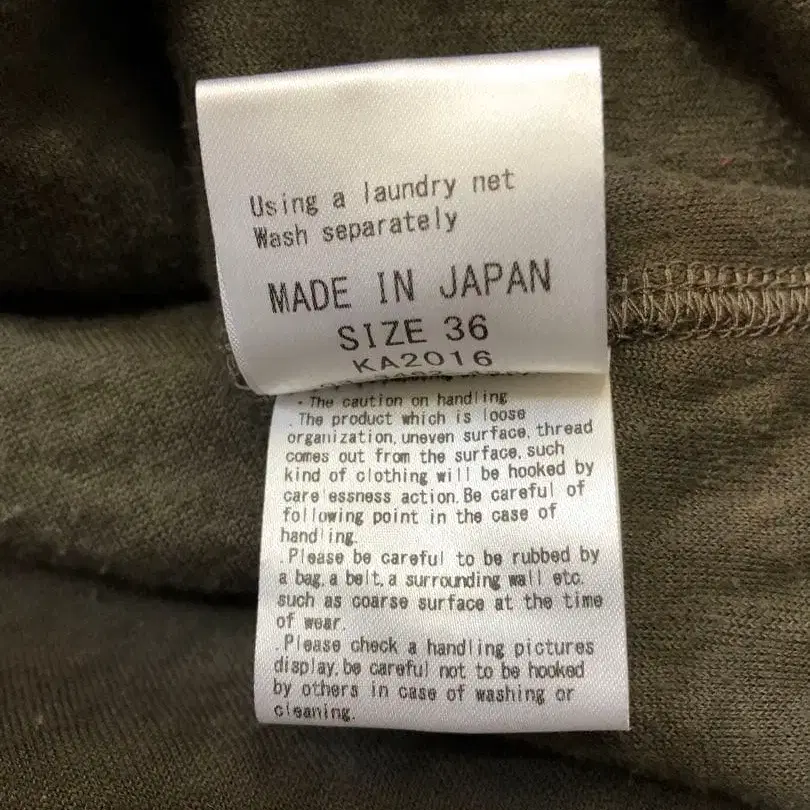 Using a laundry net
Wash separately
MADE IN JAPAN
SIZE 36
KA2016
· The caution on handling
.The product which is loose
organization, uneven surface, thread
comes out from the surface, such
kind of clothing will be hooked by
care essness action. Be careful of
following point in the case of
handling.
.Please be careful to be rubbed by
a bag, a belt, a surrounding wall etc.
such as coarse surface at the time
of wear.
.Please check a handling pictures
display, be careful not to be hooked
by others in case of washing or
cleaning.